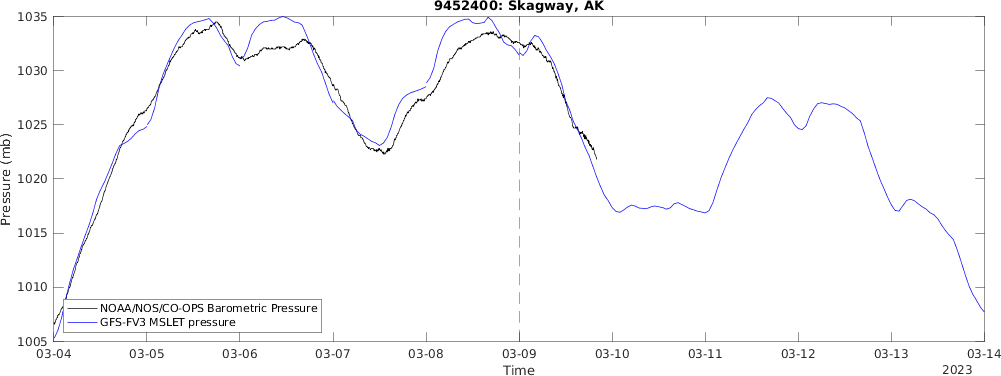 9452400: Skagway, AK
1035
1030
1025
1020
1015
1010
1005
Pressure (mb)
NOAA/NOS/CO-OPS Barometric Pressure
GFS-FV3 MSLET pressure
03-04 03-05 03-06 03-07 03-08 03-09 03-10 03-11 03-12 03-13 03-14
Time
2023